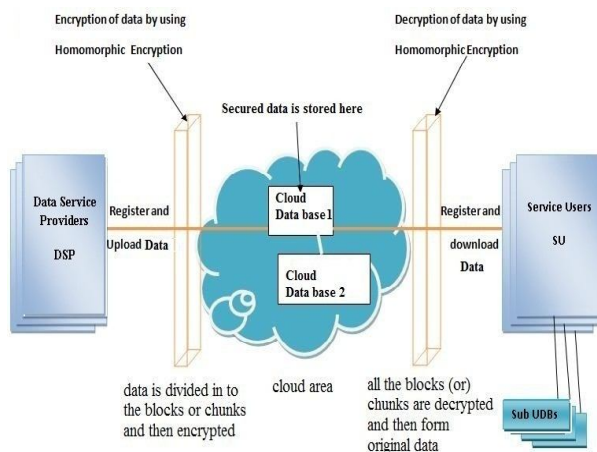 Encryption of data by using
Homomorphic Encryption
Decryption of data by using
Homomorphic Encryption
Secured data is stored here
Data Service
Providers
DSP
Register and
Upload Data
Cloud
Data base1
Cloud
Data base 2
Register and
download
Data
Service Users
SU
data is divided in to
the blocks or chunks
and then encrypted
cloud area
all the blocks (or)
chunks are decrypted
and then form
original data
Sub UDBs